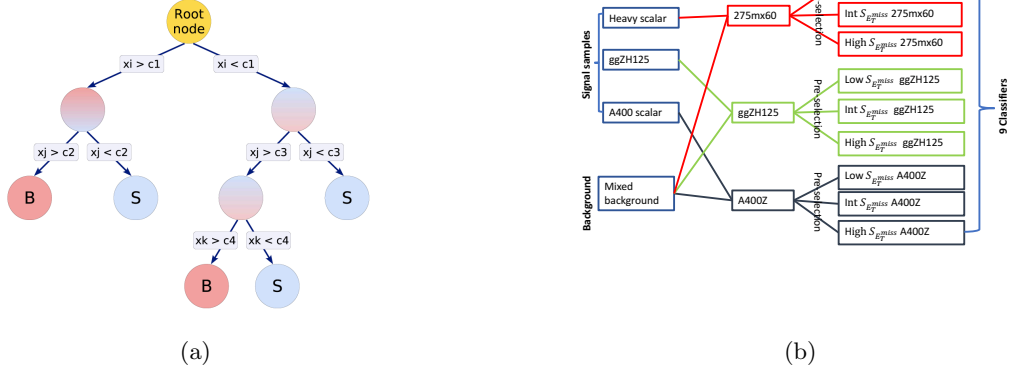 Root
node
xi > c1
xi < c1
xj > c2
xj < c2
xj > c3
xj < c3
B
S
S
xk > c4
xk < c4
B
S
(a)
Signal samples
Heavy scalar
ggZH125
A400 scalar
Background
Mixed
background
275mx60
ggZH125
A400Z
-selection
Pre-selection
Pre-selection
Int S_{E_T^{miss}} 275mx60
High S_{E_T^{miss}} 275mx60
Low S_{E_T^{miss}} ggZH125
Int S_{E_T^{miss}} ggZH125
High S_{E_T^{miss}} ggZH125
Low S_{E_T^{miss}} A400Z
Int S_{E_T^{miss}} A400Z
High S_{E_T^{miss}} A400Z
9 Classifiers
(b)